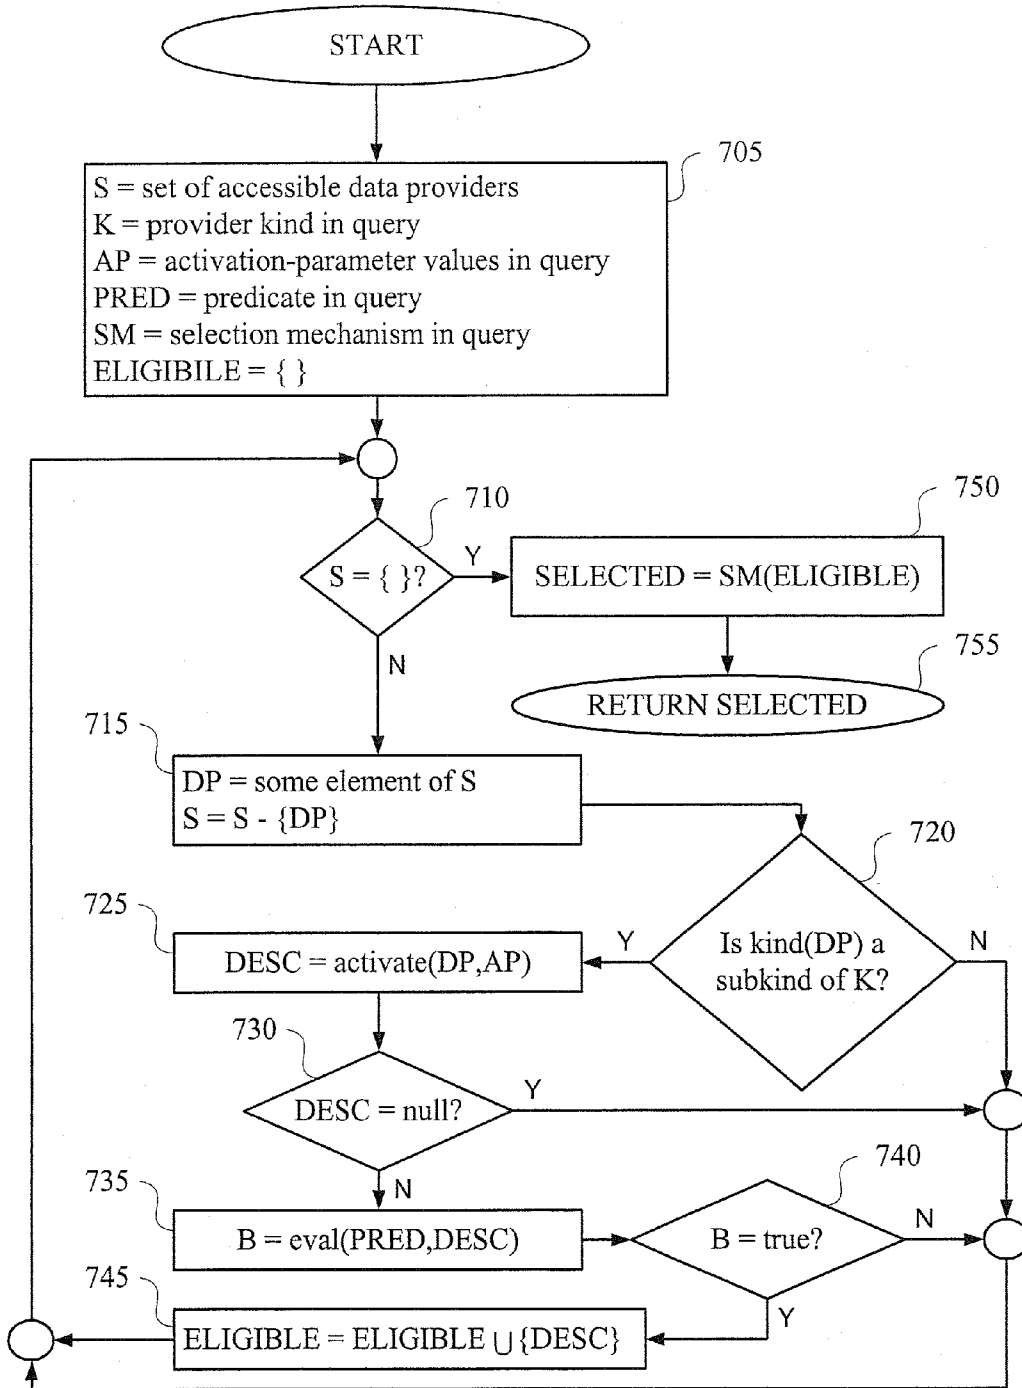 START
705
S = set of accessible data providers
K = provider kind in query
AP = activation-parameter values in query
PRED = predicate in query
SM = selection mechanism in query
ELIGIBILE = { }
710
750
S = { }?
Y
SELECTED = SM(ELIGIBLE)
N
755
RETURN SELECTED
715
DP = some element of S
S = S - {DP}
720
725
Is kind(DP) a
subkind of K?
Y
N
DESC = activate(DP,AP)
730
DESC = null?
Y
N
735
740
B = eval(PRED,DESC)
B = true?
N
745
Y
ELIGIBLE = ELIGIBLE ∪ {DESC}